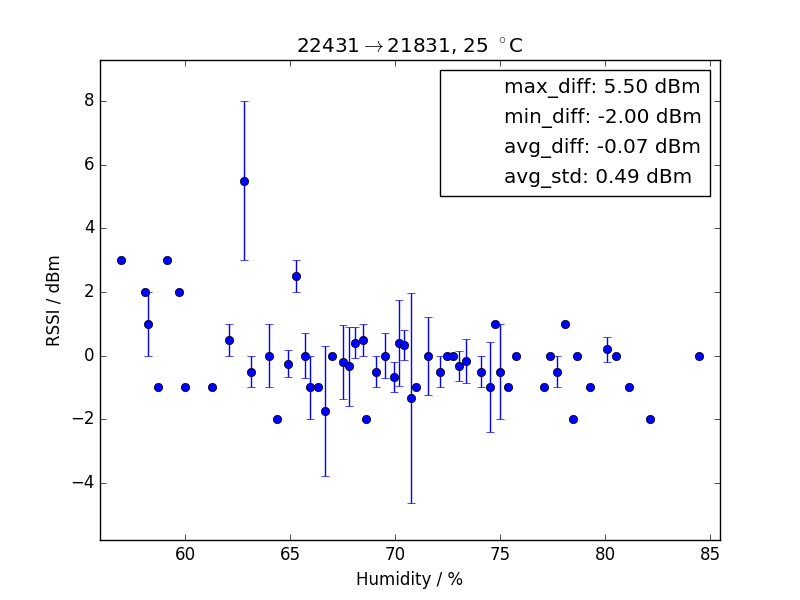 22431→21831, 25 °C
max_diff: 5.50 dBm
min_diff: -2.00 dBm
avg_diff: -0.07 dBm
avg_std: 0.49 dBm
RSSI / dBm
8
6
4
2
0
−2
−4
60 65 70 75 80 85
Humidity / %